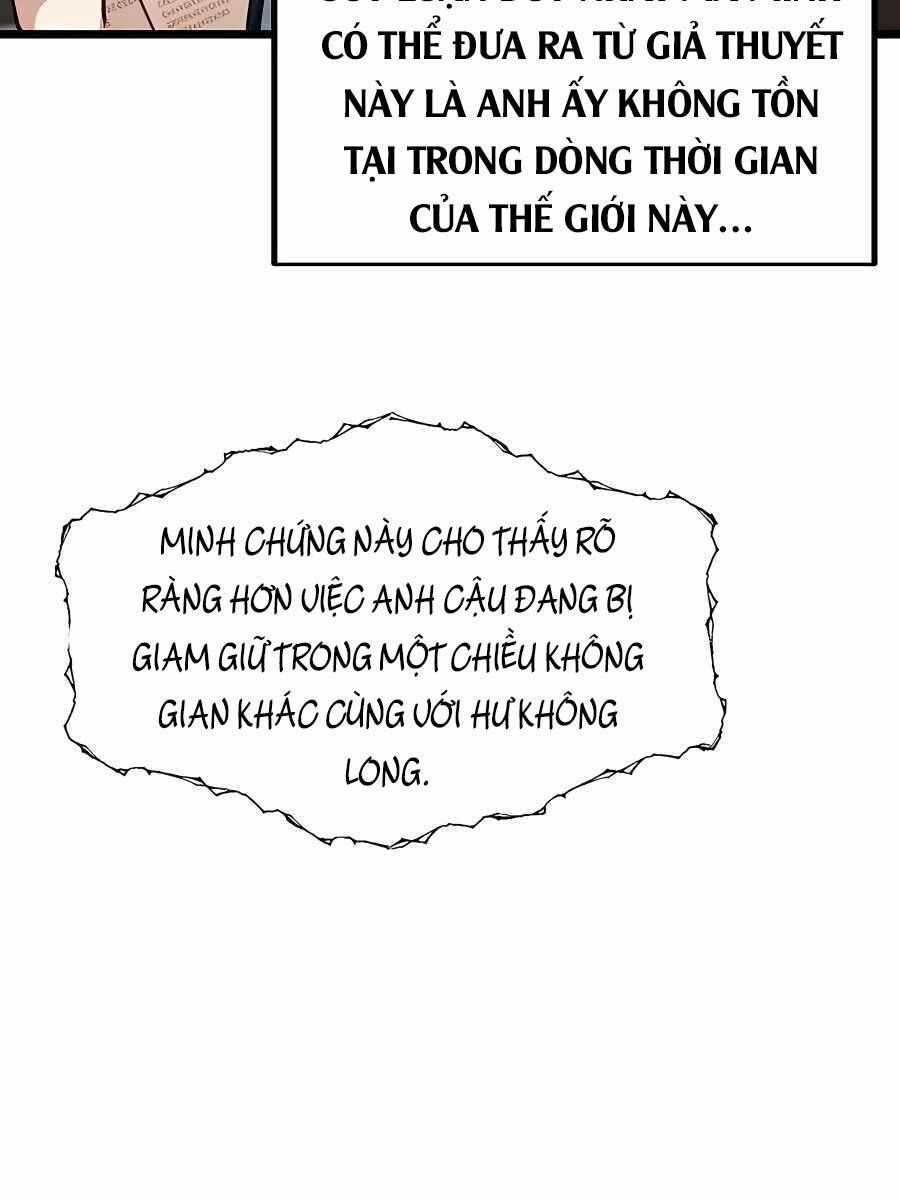 CÓ THỂ ĐƯA RA TỪ GIẢ THUYẾT
NÀY LÀ ANH ẤY KHÔNG TỒN
TẠI TRONG DÒNG THỜI GIAN
CỦA THẾ GIỚI NÀY...
MINH CHỨNG NÀY CHO THẤY RÕ
RÀNG HƠN VIỆC ANH CẬU ĐANG BỊ
GIAM GIỮ TRONG MỘT CHIỀU KHÔNG
GIAN KHÁC CÙNG VỚI HƯ KHÔNG
LONG.